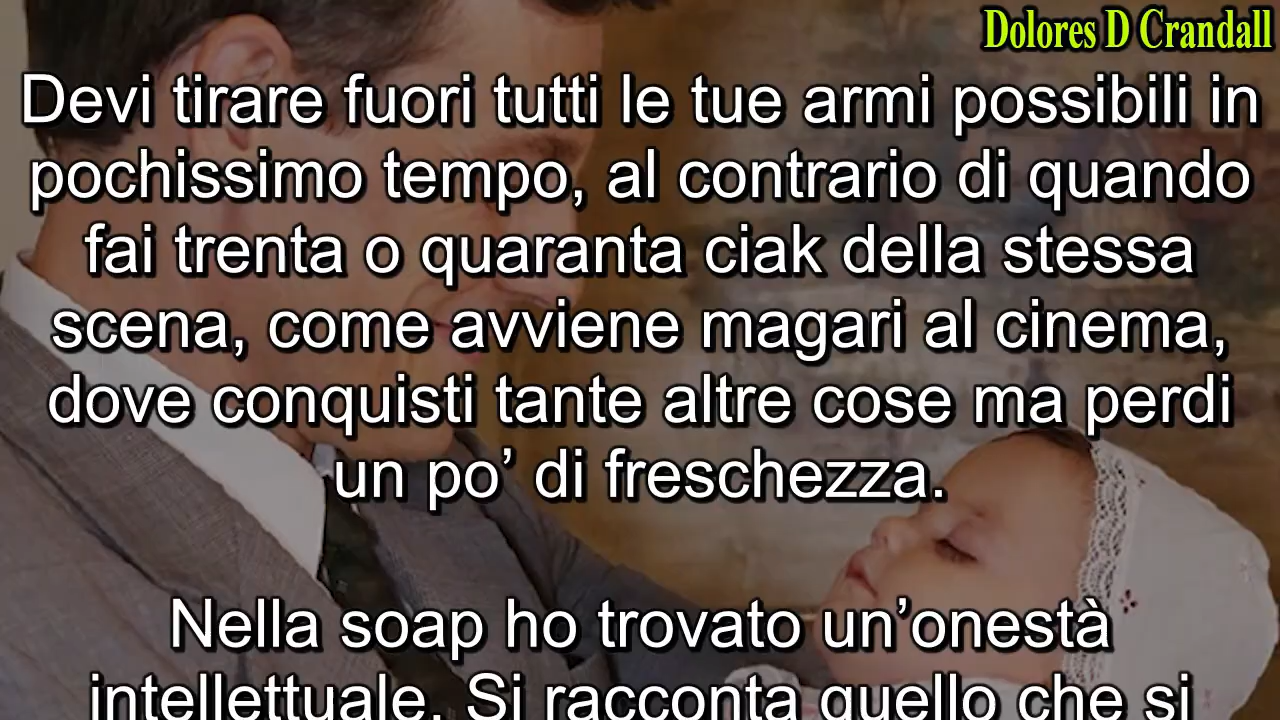 Dolores D Crandall
Devi tirare fuori tutti le tue armi possibili in
pochissimo tempo, al contrario di quando
fai trenta o quaranta ciak della stessa
scena, come avviene magari al cinema,
dove conquisti tante altre cose ma perdi
un po’ di freschezza.
Nella soap ho trovato un’onestà
intellettuale. Si racconta quello che si